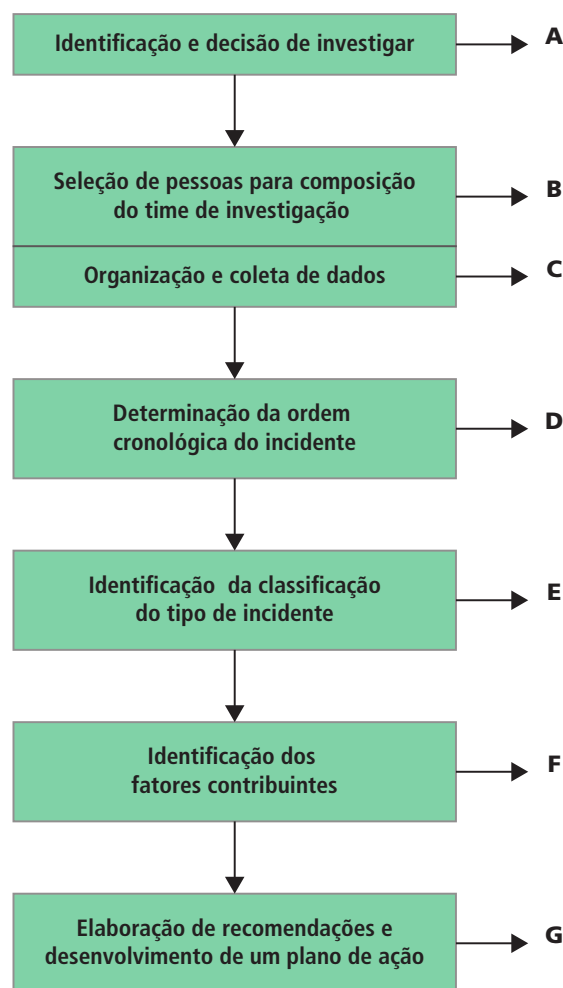 Identificação e decisão de investigar
A
Seleção de pessoas para composição
do time de investigação
B
Organização e coleta de dados
C
Determinação da ordem
cronológica do incidente
D
Identificação da classificação
do tipo de incidente
E
Identificação dos
fatores contribuintes
F
Elaboração de recomendações e
desenvolvimento de um plano de ação
G